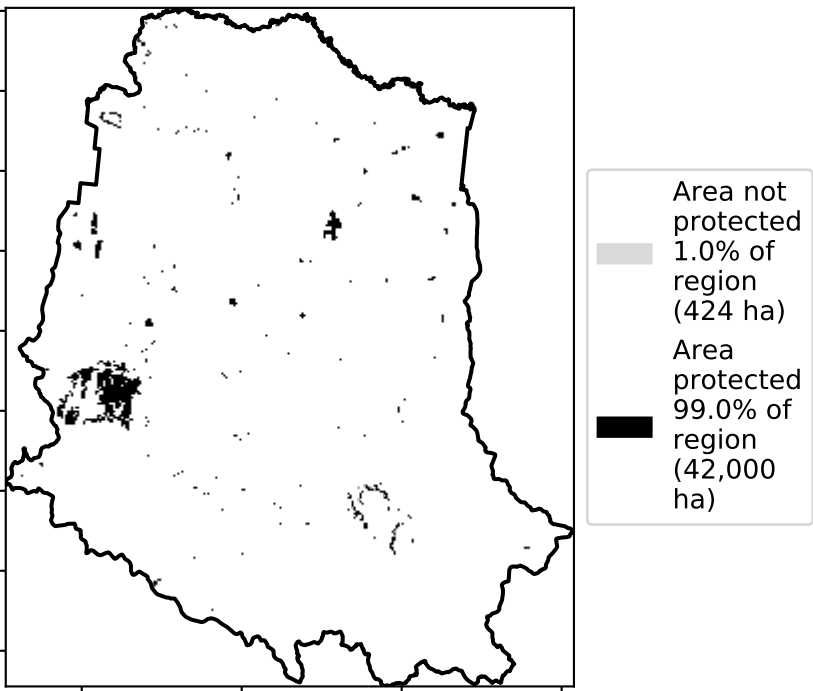 Area not
protected
1.0% of
region
(424 ha)
Area
protected
99.0% of
region
(42,000
ha)